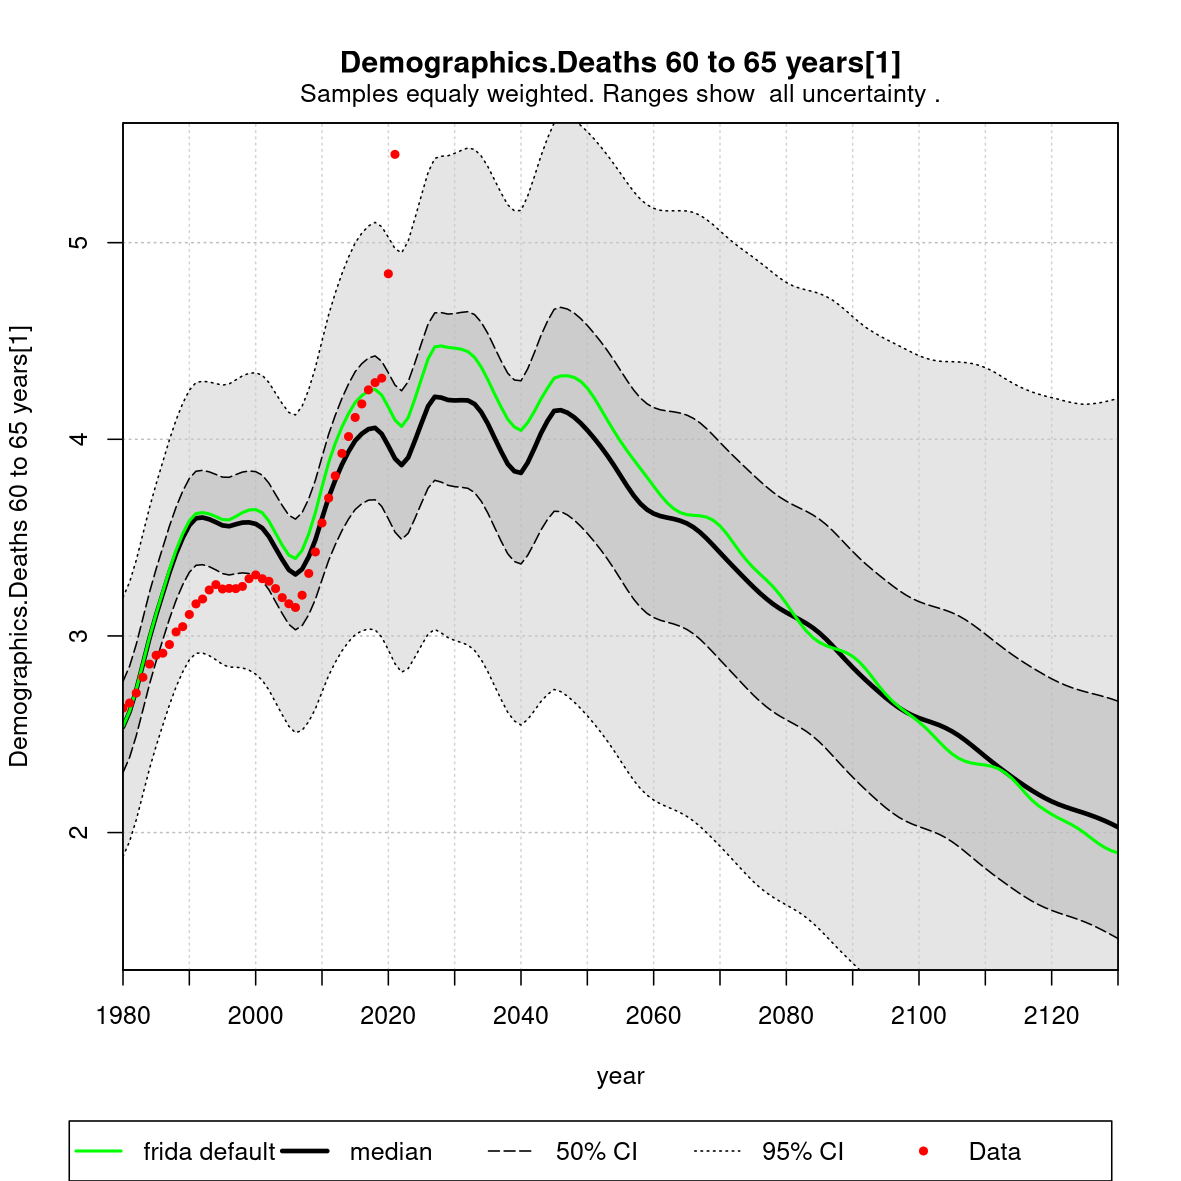 Demographics.Deaths 60 to 65 years[1]
Samples equaly weighted. Ranges show  all uncertainty .
Demographics.Deaths 60 to 65 years[1]
5
4
3
2
1980 2000 2020 2040 2060 2080 2100 2120
year
frida default median 50% CI 95% CI Data